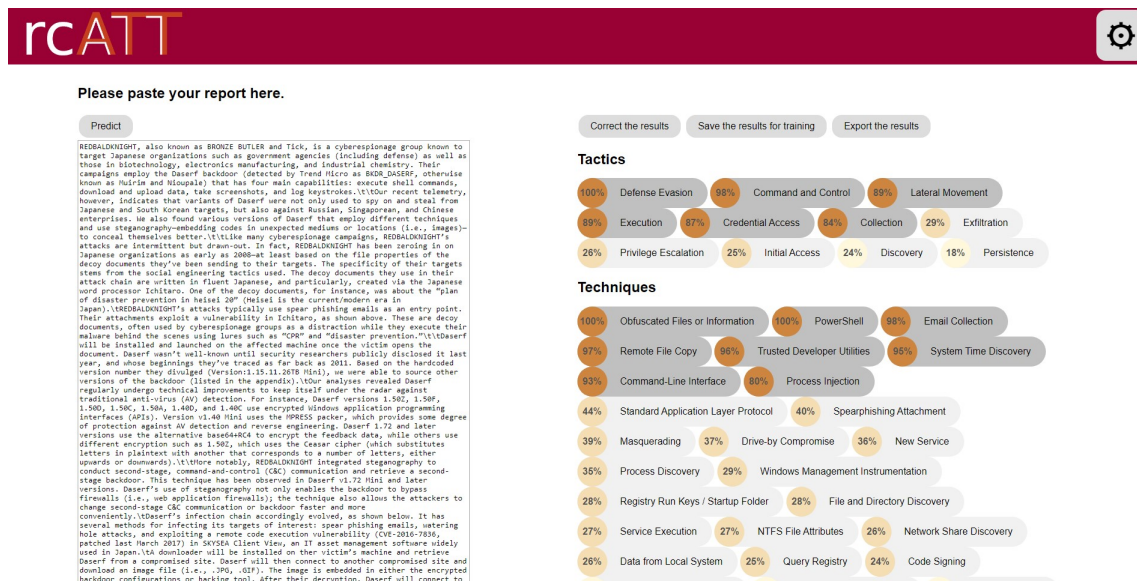 rcATT
Please paste your report here.
Predict
REDBALDKNIGHT, also known as BRONZE BUTLER and Tick, is a cyberespionage group known to
target Japanese organizations such as government agencies (including defense) as well as
those in biotechnology, electronics manufacturing, and industrial chemistry. Their
campaigns employ the Daserf backdoor (detected by Trend Micro as BKDR_DASERF, otherwise
known as Muirim and Nioupale) that has four main capabilities: execute shell commands,
download and upload data, take screenshots, and log keystrokes.\t\tOur recent telemetry,
however, indicates that variants of Daserf were not only used to spy on and steal from
Japanese and South Korean targets, but also against Russian, Singaporean, and Chinese
enterprises. We also found various versions of Daserf that employ different techniques
and use steganography—embedding codes in unexpected mediums or locations (i.e., images)—
to conceal themselves better.\t\tLike many cyberespionage campaigns, REDBALDKNIGHT's
attacks are intermittent but drawn-out. In fact, REDBALDKNIGHT has been zeroing in on
Japanese organizations as early as 2008—at least based on the file properties of the
decoy documents they've been sending to their targets. The specificity of their targets
stems from the social engineering tactics used. The decoy documents they use in their
attack chain are written in fluent Japanese, and particularly, created via the Japanese
word processor Ichitaro. One of the decoy documents, for instance, was about the "plan
of disaster prevention in heisei 20" (Heisei is the current/modern era in
Japan).\tREDBALDKNIGHT's attacks typically use spear phishing emails as an entry point.
Their attachments exploit a vulnerability in Ichitaro, as shown above. These are decoy
documents, often used by cyberespionage groups as a distraction while they execute their
malware behind the scenes using lures such as "CPR" and "disaster prevention."\t\tDaserf
will be installed and launched on the affected machine once the victim opens the
document. Daserf wasn't well-known until security researchers publicly disclosed it last
year, and whose beginnings they've traced as far back as 2011. Based on the hardcoded
version number they divulged (Version:1.15.11.26TB Mini), we were able to source other
versions of the backdoor (listed in the appendix).\tOur analyses revealed Daserf
regularly undergo technical improvements to keep itself under the radar against
traditional anti-virus (AV) detection. For instance, Daserf versions 1.50Z, 1.50F,
1.50D, 1.50C, 1.50A, 1.40D, and 1.40C use encrypted Windows application programming
interfaces (APIs). Version v1.40 Mini uses the MPRESS packer, which provides some degree
of protection against AV detection and reverse engineering. Daserf 1.72 and later
versions use the alternative base64+RC4 to encrypt the feedback data, while others use
different encryption such as 1.50Z, which uses the Ceasar cipher (which substitutes
letters in plaintext with another that corresponds to a number of letters, either
upwards or downwards).\t\tMore notably, REDBALDKNIGHT integrated steganography to
conduct second-stage, command-and-control (C&C) communication and retrieve a second-
stage backdoor. This technique has been observed in Daserf v1.72 Mini and later
versions. Daserf's use of steganography not only enables the backdoor to bypass
firewalls (i.e., web application firewalls); the technique also allows the attackers to
change second-stage C&C communication or backdoor faster and more
conveniently.\tDaserf's infection chain accordingly evolved, as shown below. It has
several methods for infecting its targets of interest: spear phishing emails, watering
hole attacks, and exploiting a remote code execution vulnerability (CVE-2016-7836,
patched last March 2017) in SKYSEA Client View, an IT asset management software widely
used in Japan.\tA downloader will be installed on ther victim's machine and retrieve
Daserf from a compromised site. Daserf will then connect to another compromised site and
download an image file (i.e., .JPG, .GIF). The image is embedded in either the encrypted
backdoor configurations or hacking tool. After their decryption, Daserf will connect to
Correct the results Save the results for training Export the results
Tactics
100% Defense Evasion 98% Command and Control 89% Lateral Movement
89% Execution 87% Credential Access 84% Collection 29% Exfiltration
26% Privilege Escalation 25% Initial Access 24% Discovery 18% Persistence
Techniques
100% Obfuscated Files or Information 100% PowerShell 98% Email Collection
97% Remote File Copy 96% Trusted Developer Utilities 96% System Time Discovery
93% Command-Line Interface 80% Process Injection
44% Standard Application Layer Protocol 40% Spearphishing Attachment
39% Masquerading 37% Drive-by Compromise 36% New Service
35% Process Discovery 29% Windows Management Instrumentation
28% Registry Run Keys / Startup Folder 28% File and Directory Discovery
27% Service Execution 27% NTFS File Attributes 26% Network Share Discovery
26% Data from Local System 25% Query Registry 24% Code Signing